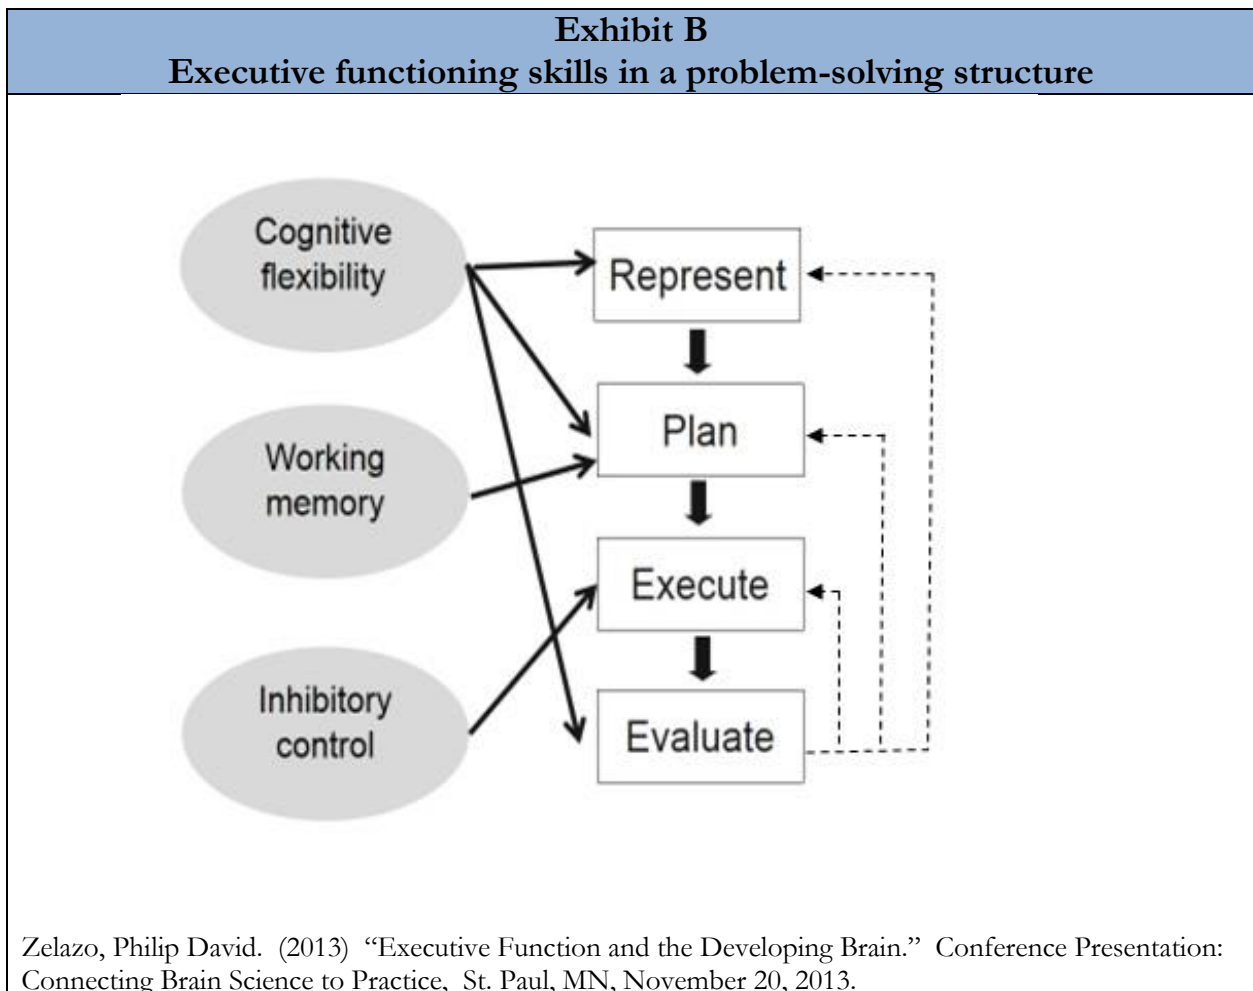 Exhibit B
Executive functioning skills in a problem-solving structure
Cognitive
flexibility
Represent
Plan
Working
memory
Execute
Inhibitory
control
Evaluate
Zelazo, Philip David. (2013) “Executive Function and the Developing Brain.” Conference Presentation:
Connecting Brain Science to Practice, St. Paul, MN, November 20, 2013.